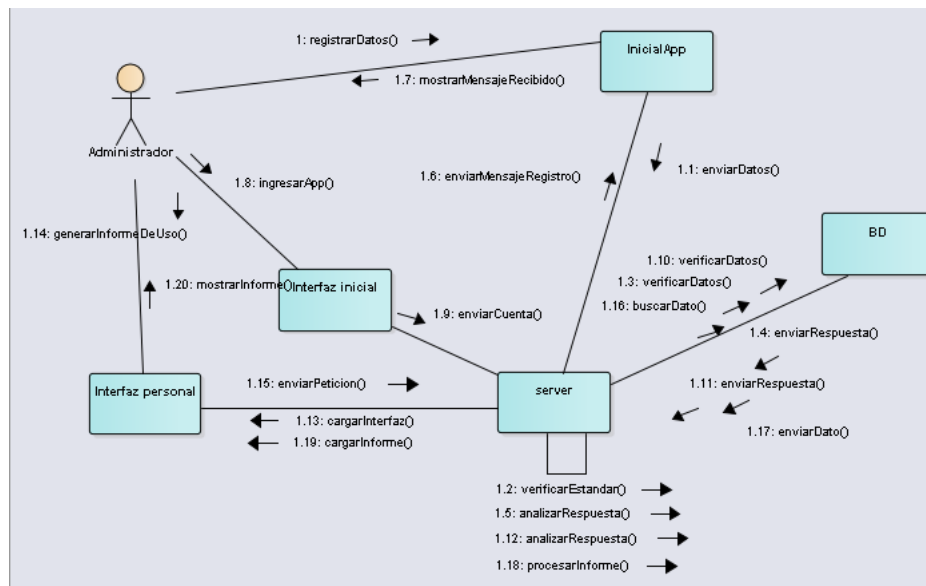 1: registrarDatos()
InicialApp
1.7: mostrarMensajeRecibido()
Administrador
1.8: ingresarApp()
1.6: enviarMensajeRegistro()
1.1: enviarDatos()
1.14: generarInformeDeUso()
BD
1.10: verificarDatos()
1.3: verificarDatos()
1.20: mostrarInforme()
Interfaz inicial
1.16: buscarDato()
1.9: enviarCuenta()
1.4: enviarRespuesta()
Interfaz personal
1.15: enviarPeticion()
server
1.11: enviarRespuesta()
1.13: cargarInterfaz()
1.17: enviarDato()
1.19: cargarInforme()
1.2: verificarEstandar()
1.5: analizarRespuesta()
1.12: analizarRespuesta()
1.18: procesarInforme()